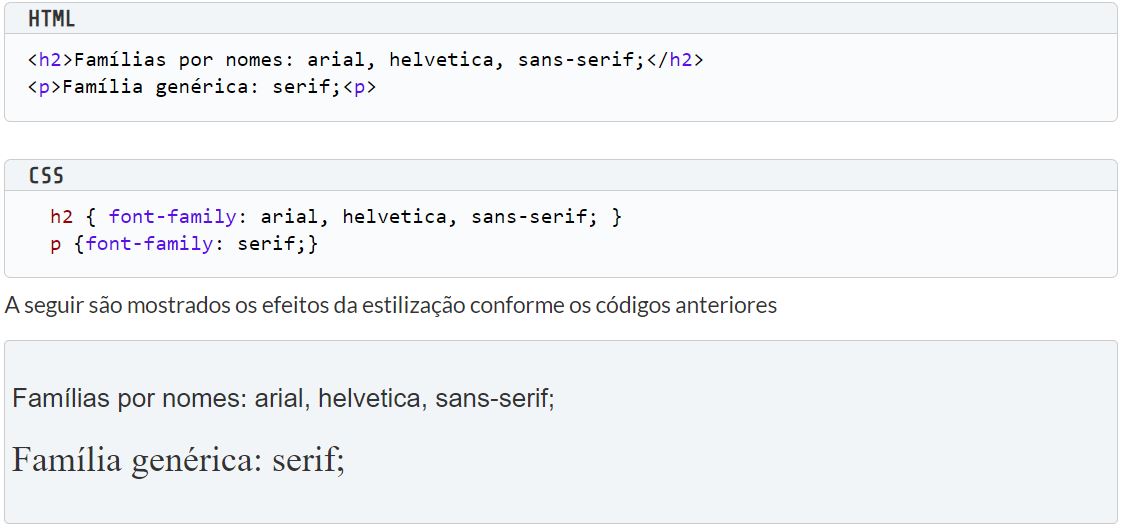 HTML
<h2>Famílias por nomes: arial, helvetica, sans-serif;</h2>
<p>Família genérica: serif;<p>
CSS
h2 { font-family: arial, helvetica, sans-serif; }
p {font-family: serif;}
A seguir são mostrados os efeitos da estilização conforme os códigos anteriores
Famílias por nomes: arial, helvetica, sans-serif;
Família genérica: serif;